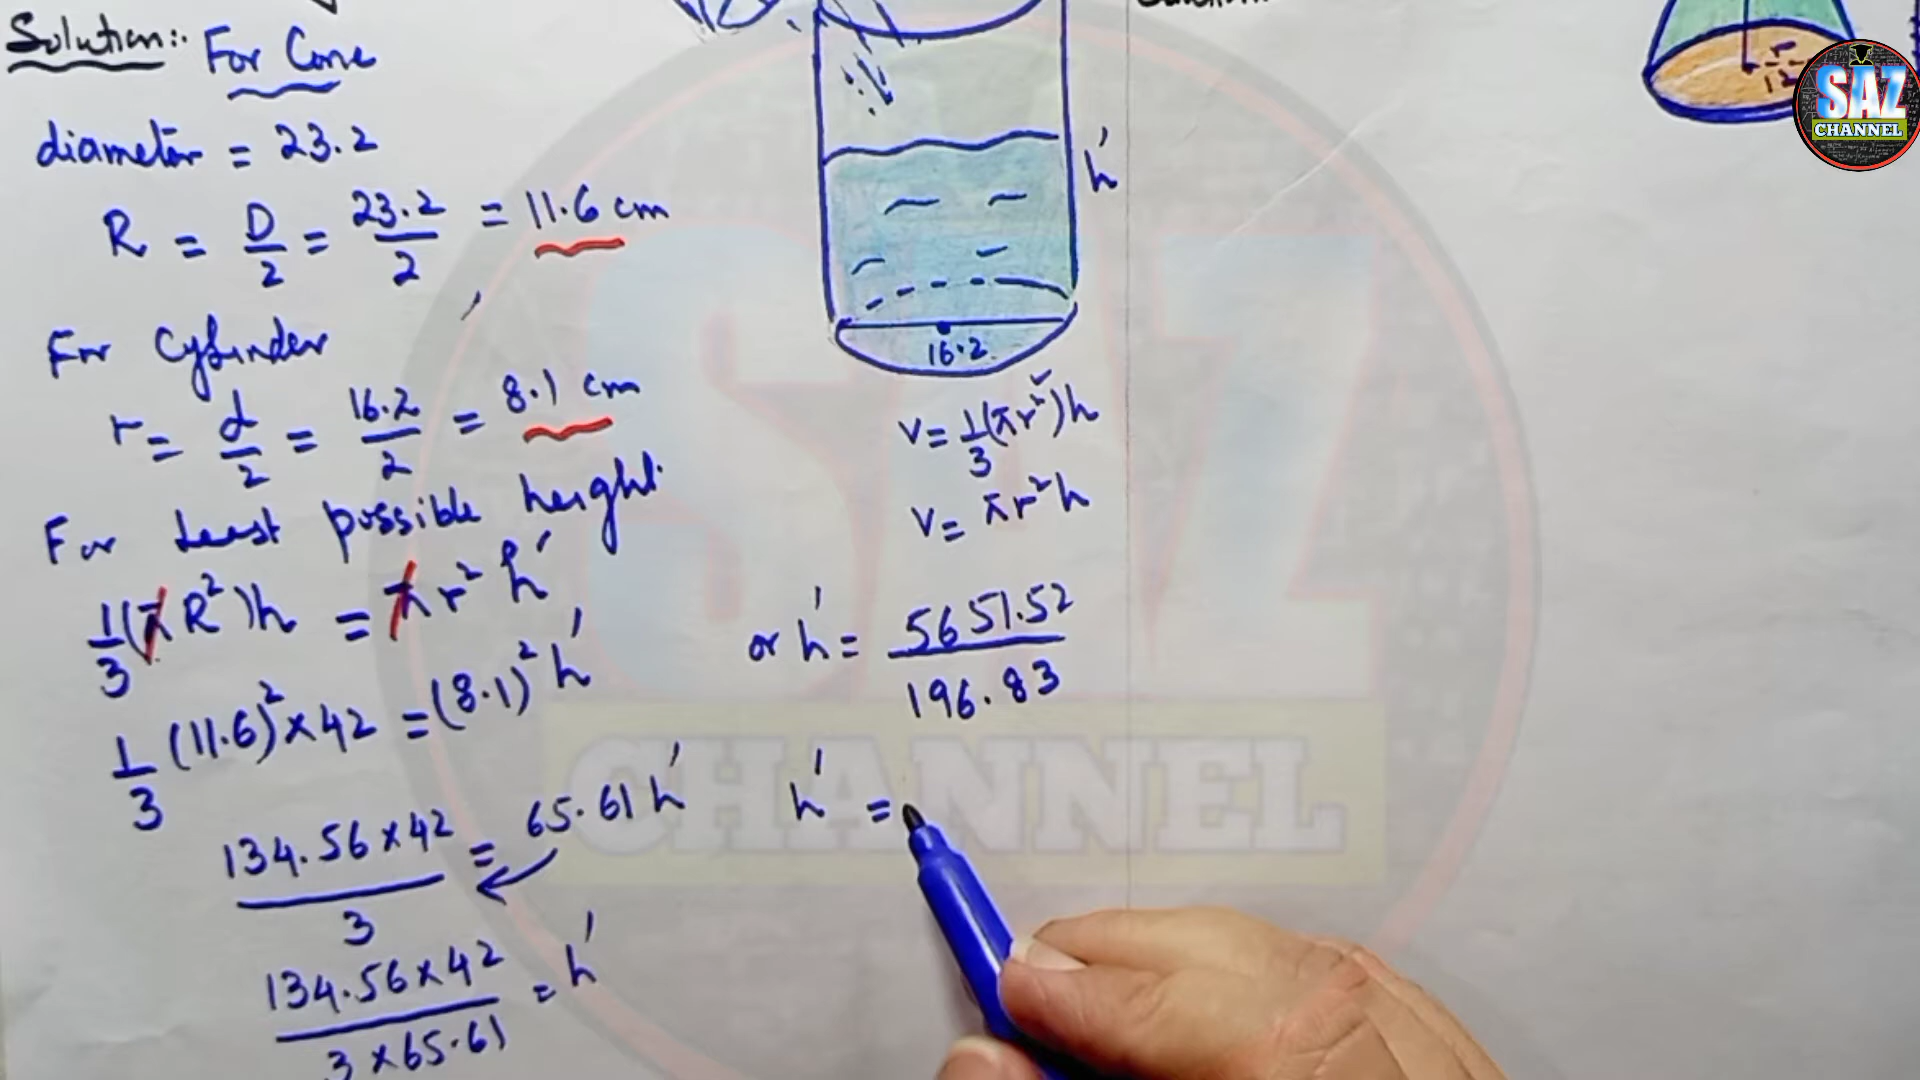 Solution:- For Cone
diameter = 23.2
R = D/2 = 23.2/2 = 11.6 cm
For Cylinder
r = d/2 = 16.2/2 = 8.1 cm
For Least possible height
1/3 (πR²)h = πr²h'
1/3 (11.6)² × 42 = (8.1)² h'
134.56 × 42 / 3 = 65.61 h'
134.56 × 42 / 3 × 65.61 = h'
h'
16.2
V = 1/3 (πr²)h
V = πr²h
or h' = 5651.52 / 196.83
h' =
r
SAZ
CHANNEL
SAZ
CHANNEL